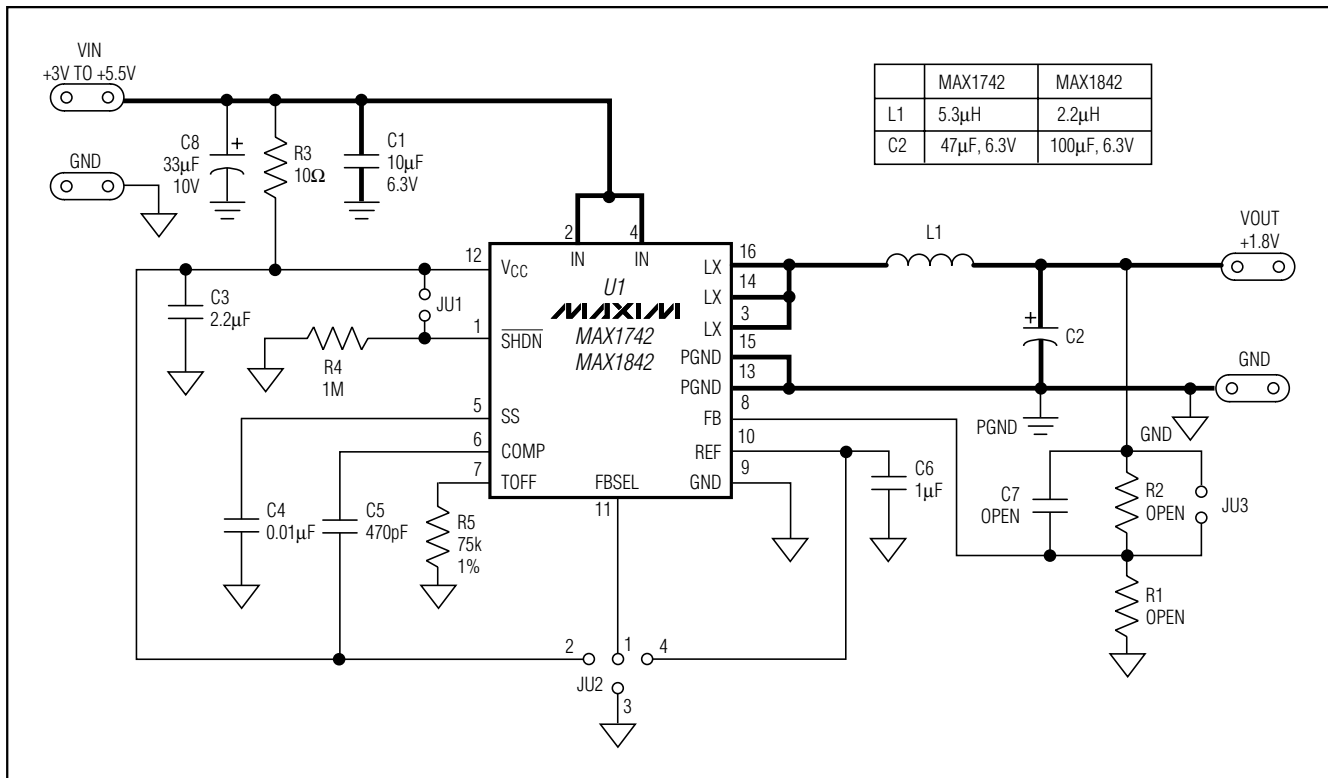 VIN
+3V TO +5.5V
GND
C8
33µF
10V
+
R3
10Ω
C1
10µF
6.3V
MAX1742 MAX1842
L1 5.3µH 2.2µH
C2 47µF, 6.3V 100µF, 6.3V
2 4
IN IN
12
VCC
C3
2.2µF
JU1
1
SHDN
R4
1M
5
SS
6
COMP
7
TOFF
U1
MAXIM
MAX1742
MAX1842
FBSEL
11
16
LX
14
LX
3
LX
15
PGND
13
PGND
8
FB
10
REF
9
GND
L1
VOUT
+1.8V
+
C2
GND
PGND
GND
C4
0.01µF
C5
470pF
R5
75k
1%
C6
1µF
C7
OPEN
R2
OPEN
JU3
R1
OPEN
2 1 4
JU2
3